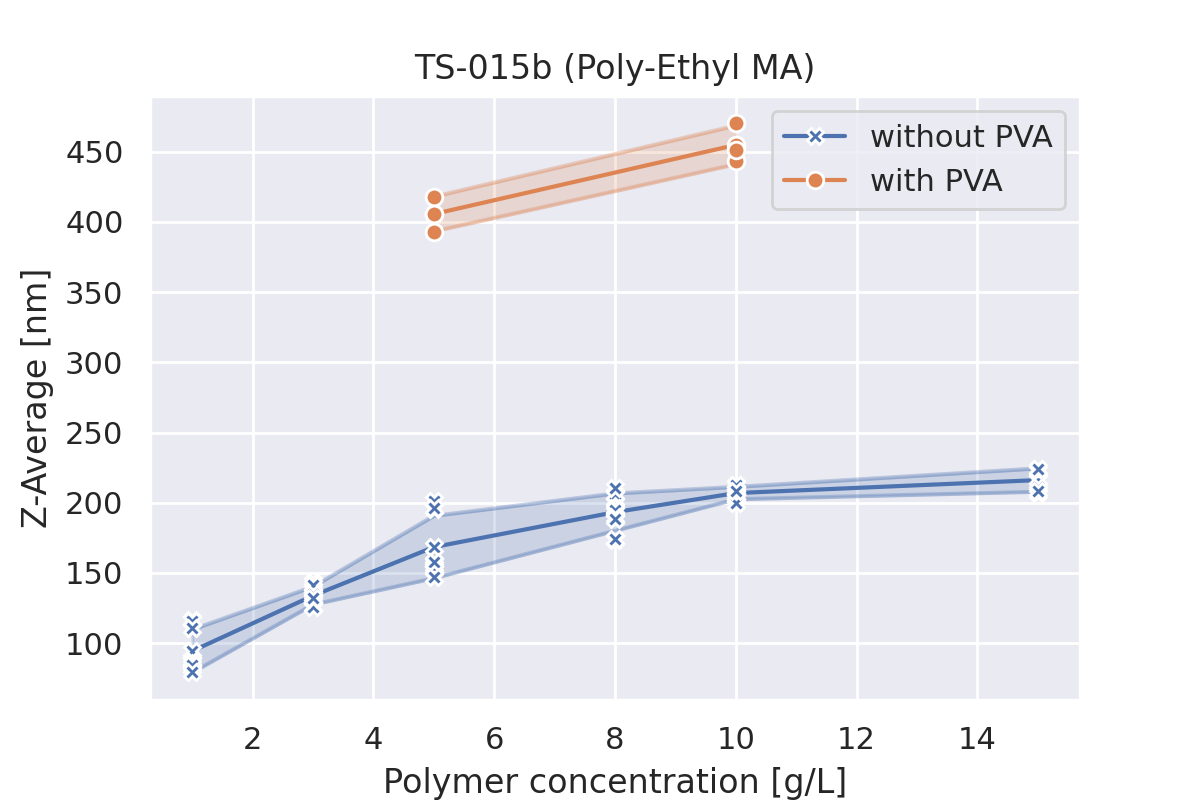 TS-015b (Poly-Ethyl MA)
without PVA
with PVA
Z-Average [nm]
450
400
350
300
250
200
150
100
2 4 6 8 10 12 14
Polymer concentration [g/L]